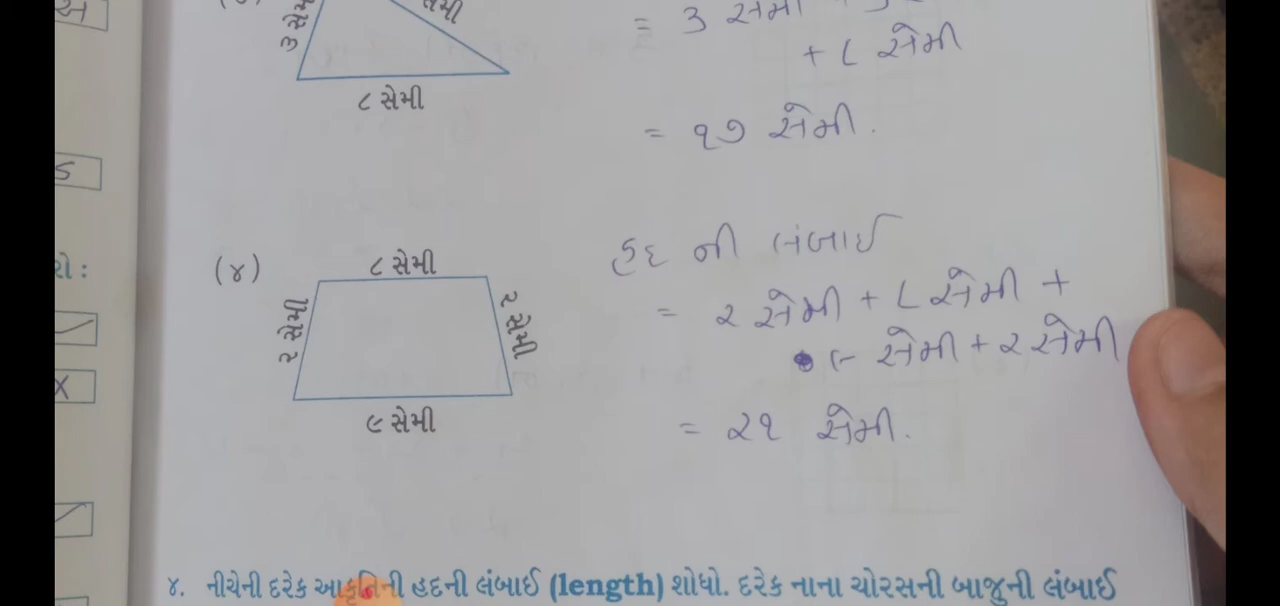 ૩ સેમી
સેમી
= ૩ સેમી +
+ ૮ સેમી
૮ સેમી
= ૧૭ સેમી.
હદ ની લંબાઈ
(૪)
૮ સેમી
૨ સેમી
૨ સેમી
= ૨ સેમી + ૮ સેમી +
૯ સેમી + ૨ સેમી
૯ સેમી
= ૨૧ સેમી.
૪. નીચેની દરેક આકૃતિની હદની લંબાઈ (length) શોધો. દરેક નાના ચોરસની બાજુની લંબાઈ